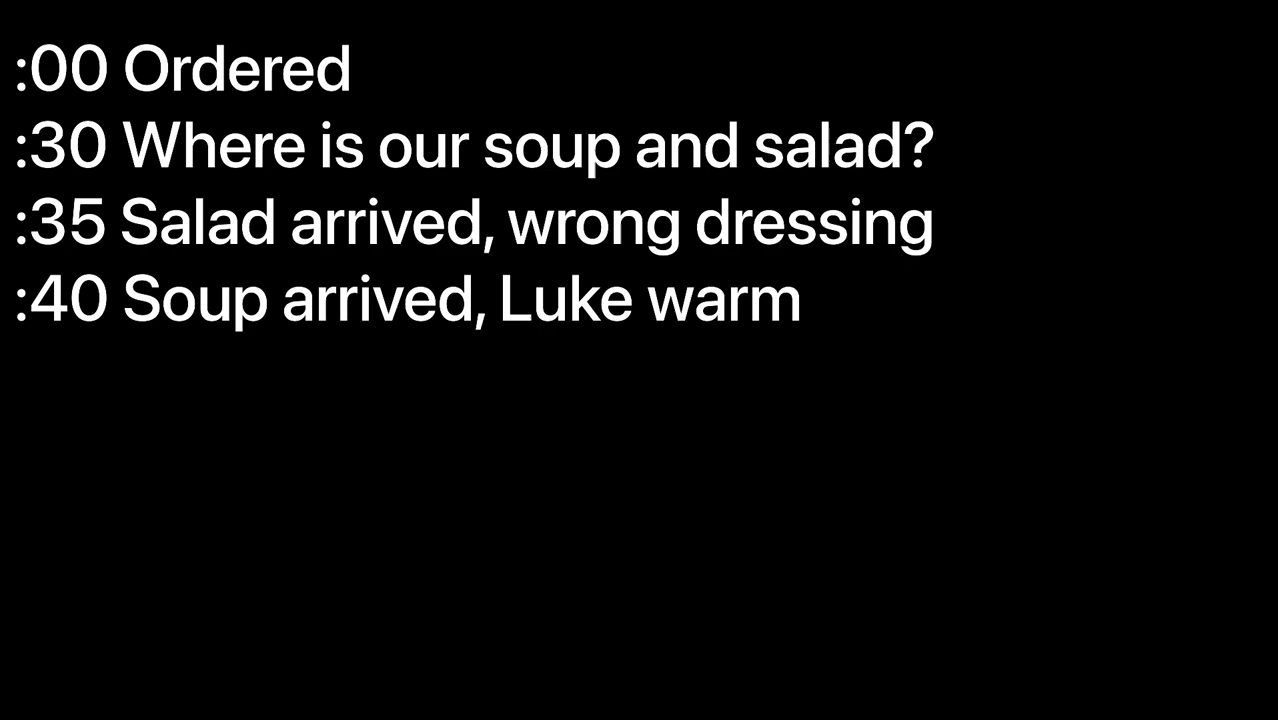 :00 Ordered
:30 Where is our soup and salad?
:35 Salad arrived, wrong dressing
:40 Soup arrived, Luke warm